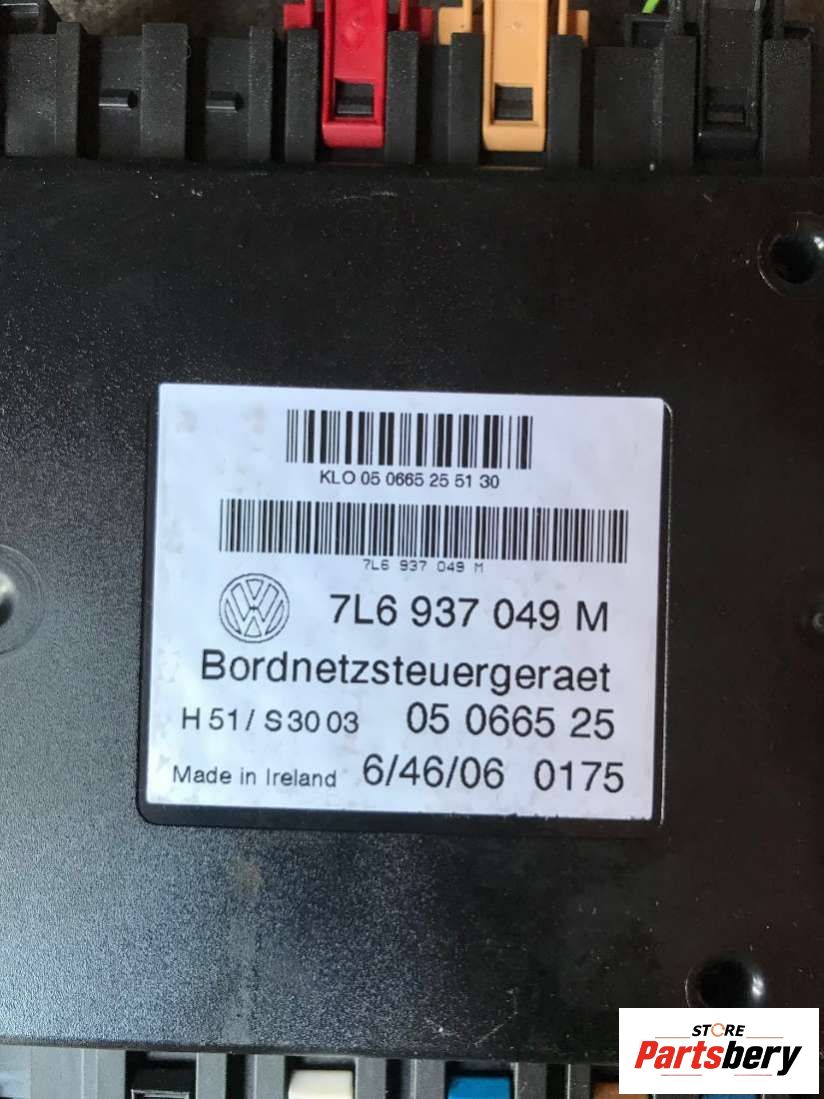 KLO 05 0665 25 51 30
7L6 937 049 M
7L6 937 049 M
Bordnetzsteuergeraet
H 51 / S 30 03 05 0665 25
Made in Ireland 6/46/06 0175
STORE
Partsbery